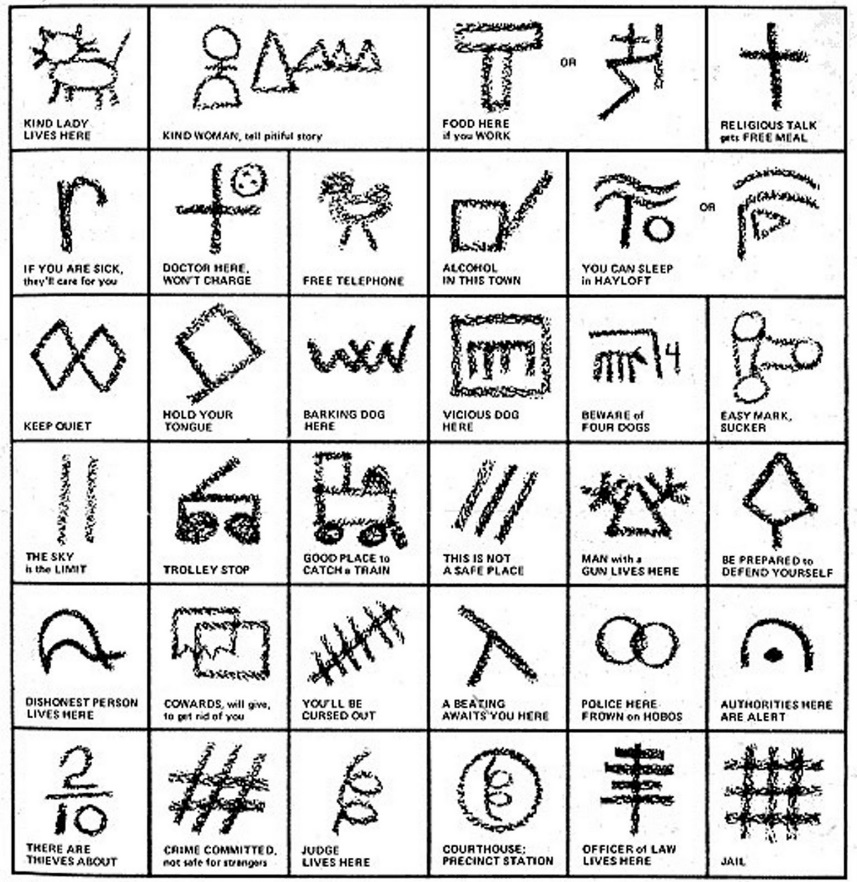 KIND LADY
LIVES HERE
KIND WOMAN, tell pitiful story
FOOD HERE
if you WORK
OR
RELIGIOUS TALK
gets FREE MEAL
IF YOU ARE SICK,
they'll care for you
DOCTOR HERE,
WON'T CHARGE
FREE TELEPHONE
ALCOHOL
IN THIS TOWN
YOU CAN SLEEP
in HAYLOFT
OR
KEEP QUIET
HOLD YOUR
TONGUE
BARKING DOG
HERE
VICIOUS DOG
HERE
4
BEWARE of
FOUR DOGS
EASY MARK,
SUCKER
THE SKY
is the LIMIT
TROLLEY STOP
GOOD PLACE to
CATCH a TRAIN
THIS IS NOT
A SAFE PLACE
MAN with a
GUN LIVES HERE
BE PREPARED to
DEFEND YOURSELF
DISHONEST PERSON
LIVES HERE
COWARDS, will give,
to get rid of you
YOU'LL BE
CURSED OUT
A BEATING
AWAITS YOU HERE
POLICE HERE
FROWN on HOBOS
AUTHORITIES HERE
ARE ALERT
2
10
THERE ARE
THIEVES ABOUT
CRIME COMMITTED,
not safe for strangers
JUDGE
LIVES HERE
COURTHOUSE;
PRECINCT STATION
OFFICER of LAW
LIVES HERE
JAIL